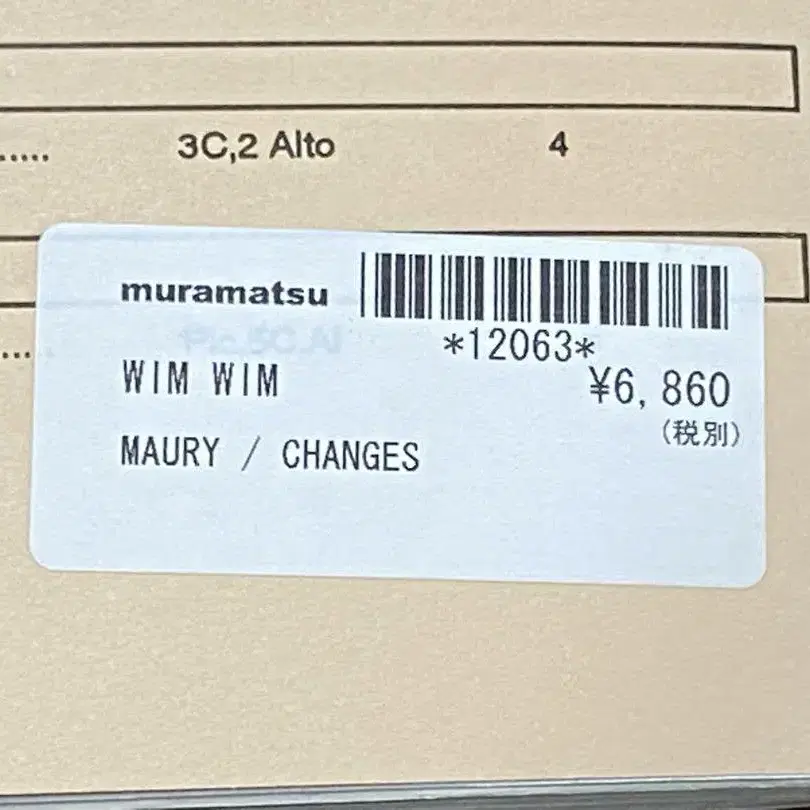 ..... 3C,2 Alto 4
muramatsu
*12063*
WIM WIM
¥6,860
(税別)
MAURY / CHANGES